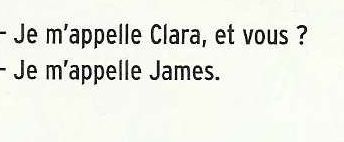 - Je m'appelle Clara, et vous ?
- Je m'appelle James.